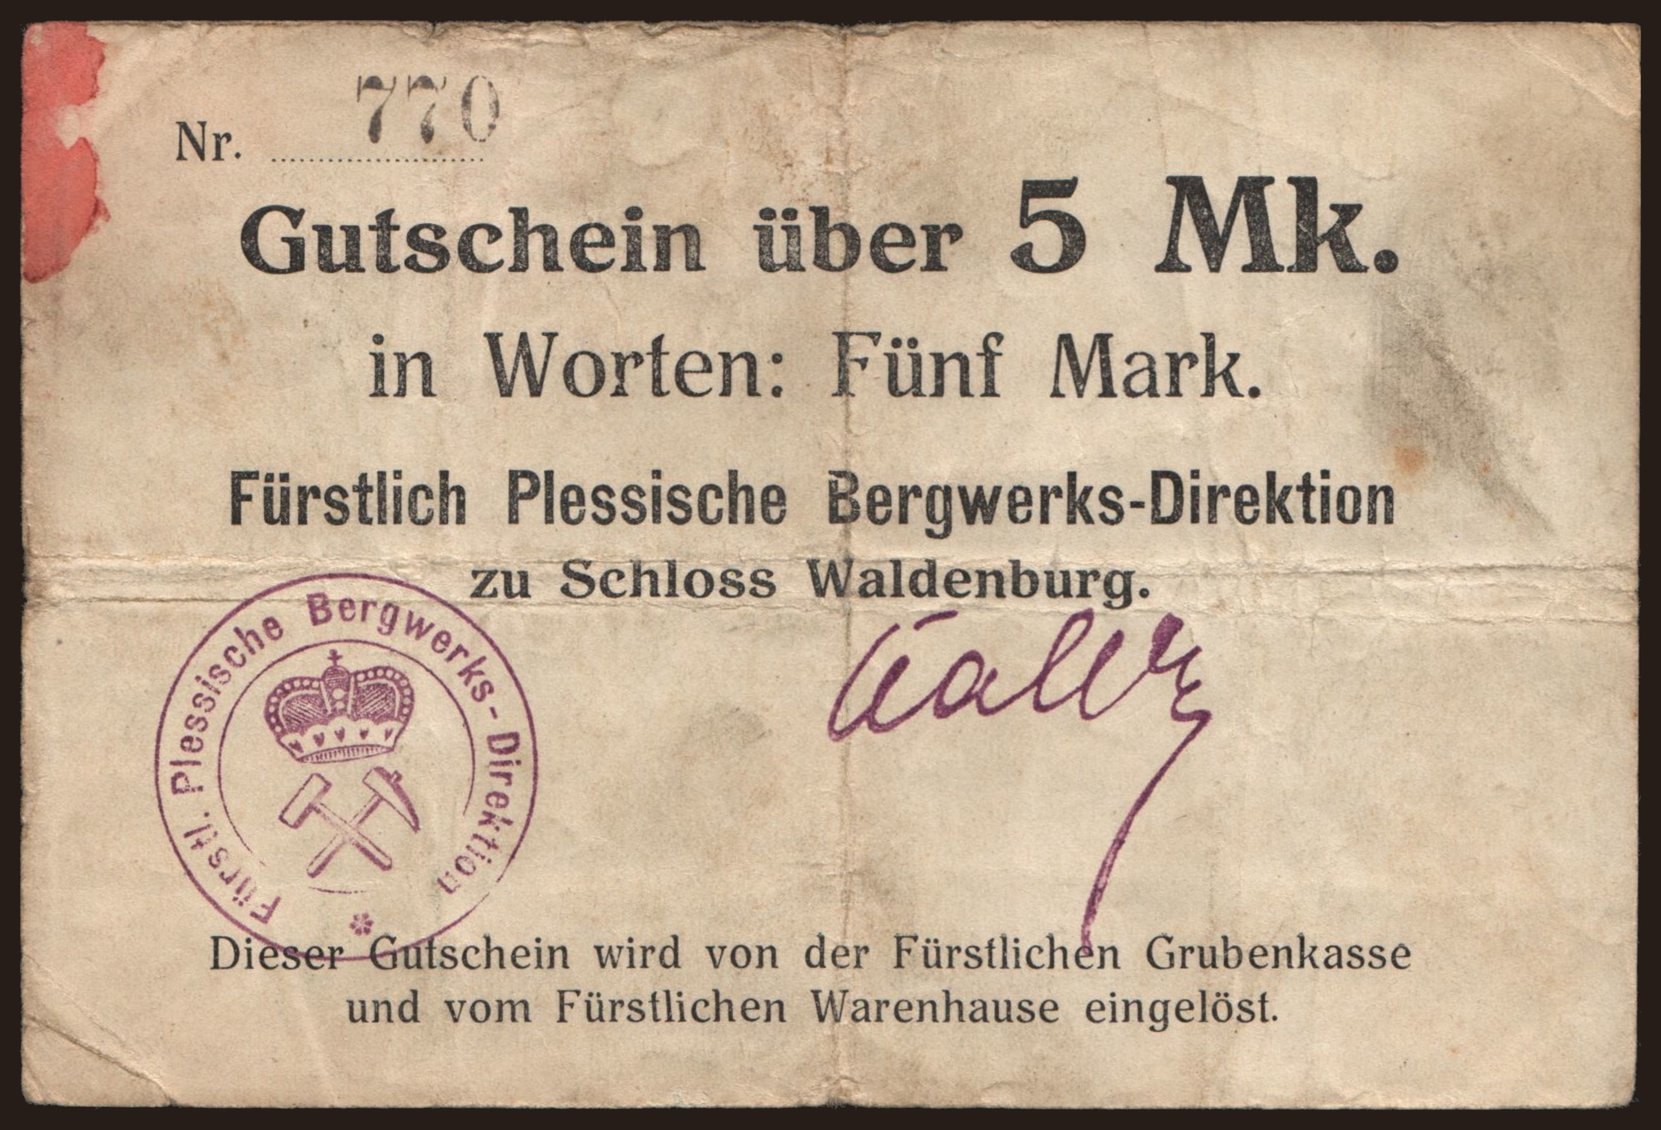 Nr. 770
Gutschein über 5 Mk.
in Worten: Fünf Mark.
Fürstlich Plessische Bergwerks-Direktion
zu Schloss Waldenburg.
Fürstl. Plessische Bergwerks-Direktion
Dieser Gutschein wird von der Fürstlichen Grubenkasse
und vom Fürstlichen Warenhause eingelöst.